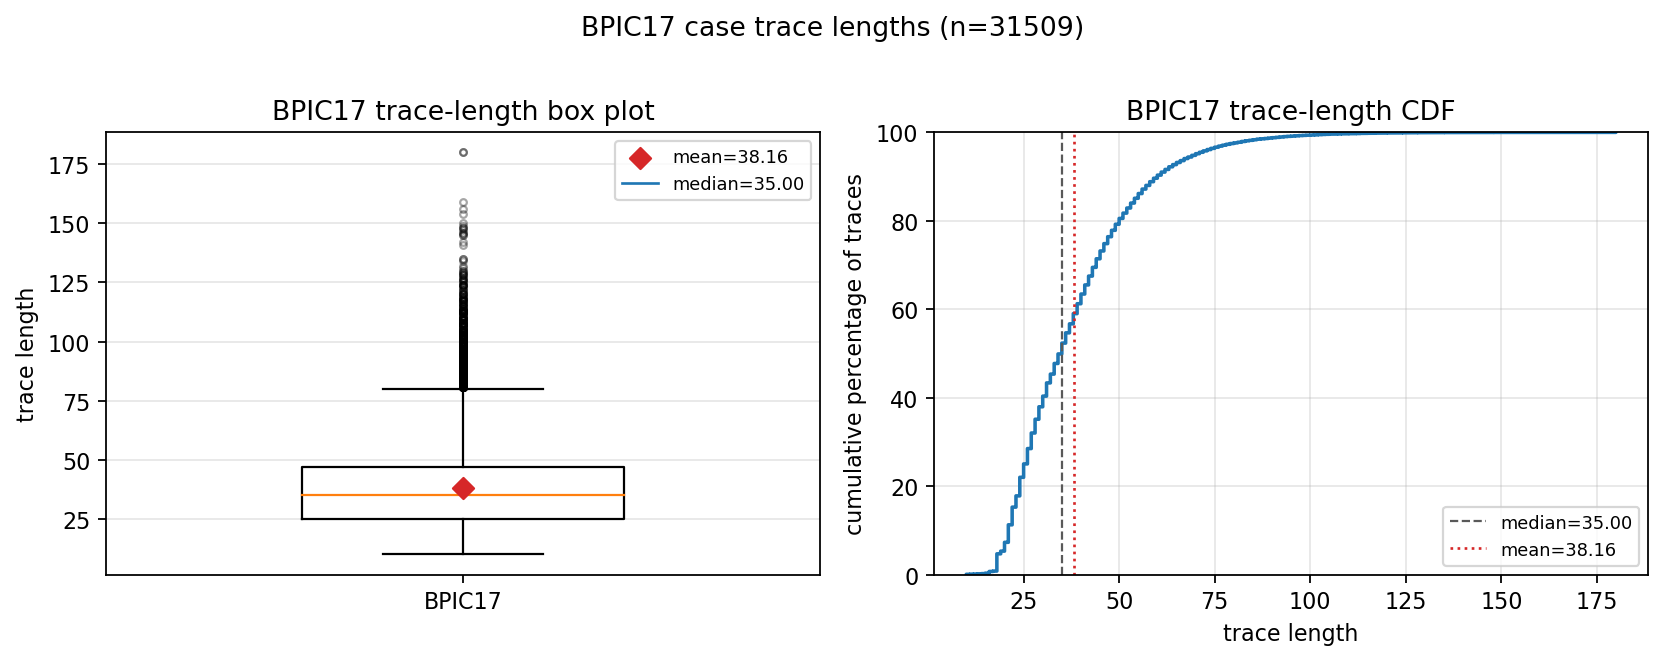 BPIC17 case trace lengths (n=31509)
BPIC17 trace-length box plot
trace length
175
150
125
100
75
50
25
BPIC17
mean=38.16
median=35.00
BPIC17 trace-length CDF
cumulative percentage of traces
100
80
60
40
20
0
25 50 75 100 125 150 175
trace length
median=35.00
mean=38.16